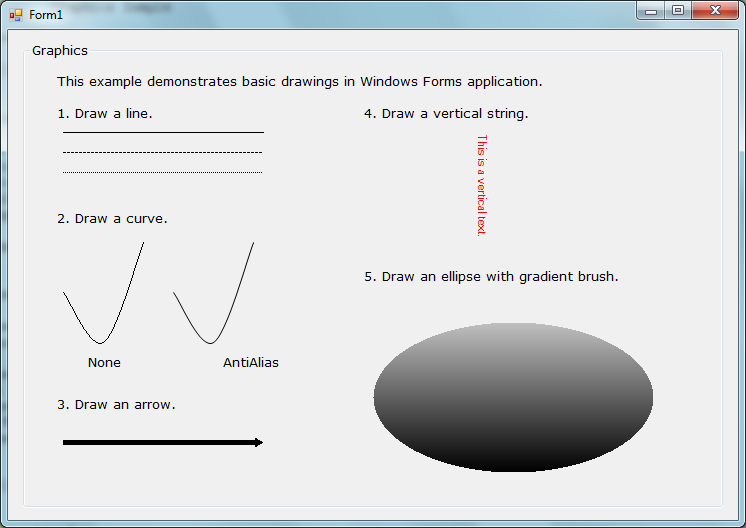 Form1
Graphics
This example demonstrates basic drawings in Windows Forms application.
1. Draw a line.
2. Draw a curve.
None
AntiAlias
3. Draw an arrow.
4. Draw a vertical string.
This is a vertical text.
5. Draw an ellipse with gradient brush.